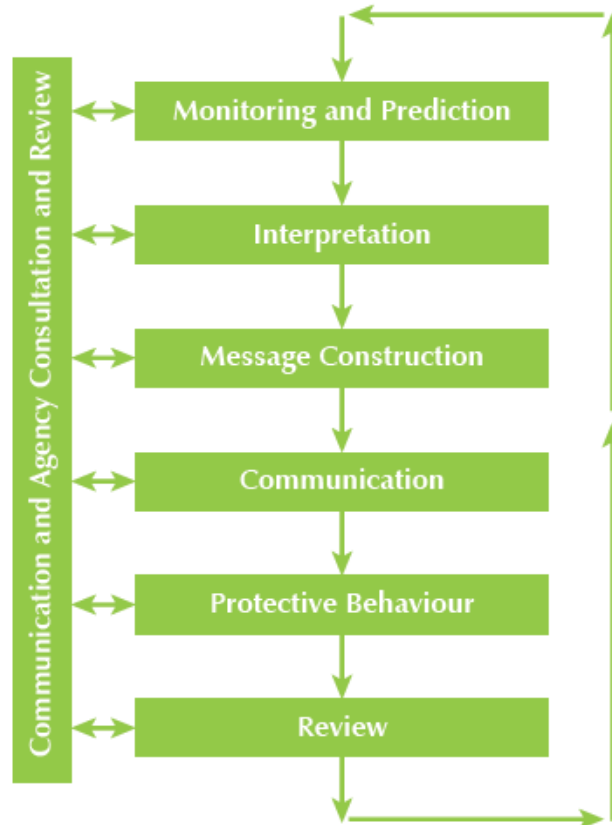 Communication and Agency Consultation and Review
Monitoring and Prediction
Interpretation
Message Construction
Communication
Protective Behaviour
Review